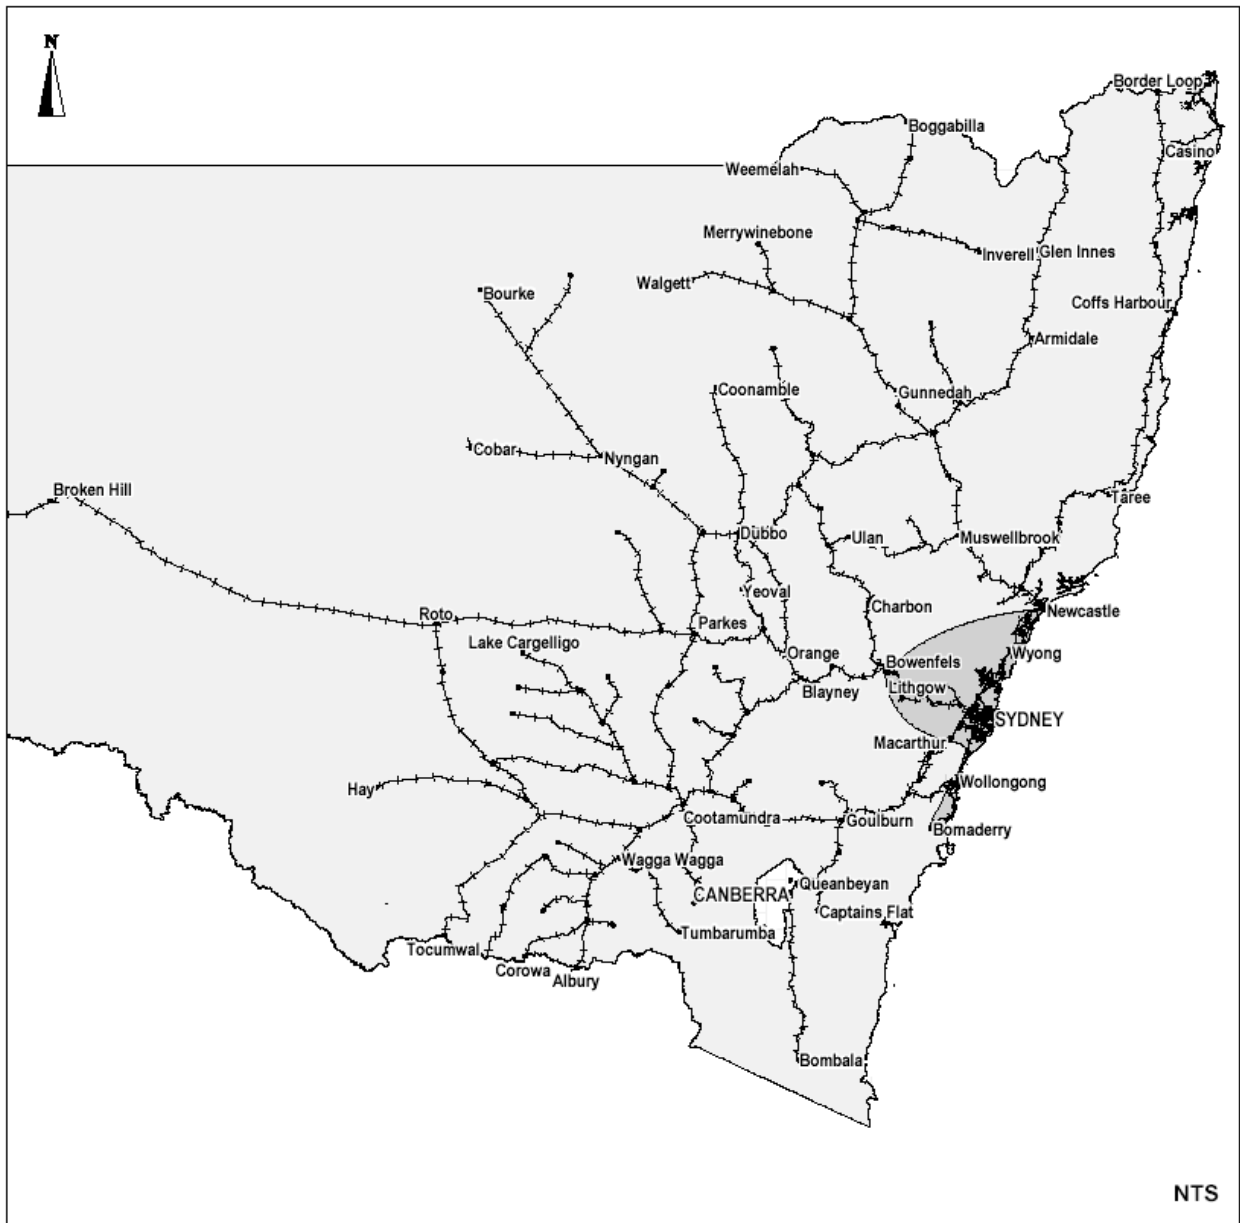 N
Border Loop
Boggabilla
Casino
Weemelah
Merrywinebone
Inverell
Glen Innes
Walgett
Bourke
Coffs Harbour
Armidale
Coonamble
Gunnedah
Cobar
Nyngan
Broken Hill
Taree
Dubbo
Ulan
Muswellbrook
Yeoval
Charbon
Newcastle
Roto
Parkes
Lake Cargelligo
Orange
Wyong
Bowenfels
Blayney
Lithgow
SYDNEY
Macarthur
Hay
Wollongong
Cootamundra
Goulburn
Bomaderry
Wagga Wagga
Queanbeyan
CANBERRA
Captains Flat
Tumbarumba
Tocumwal
Corowa
Albury
Bombala
NTS